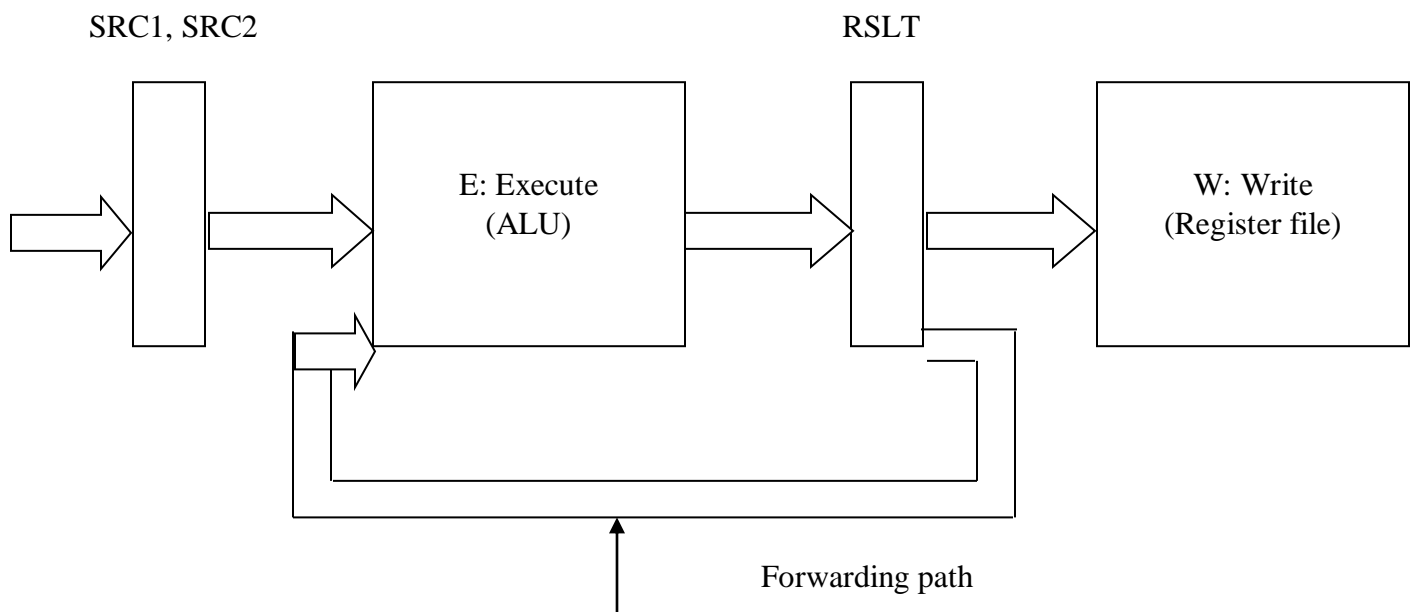 SRC1, SRC2
RSLT
E: Execute
(ALU)
W: Write
(Register file)
Forwarding path